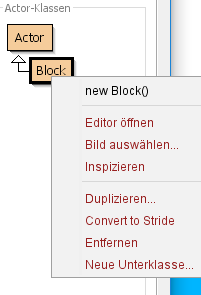 Actor-Klassen
Actor
Block
new Block()
Editor öffnen
Bild auswählen...
Inspizieren
Duplizieren...
Convert to Stride
Entfernen
Neue Unterklasse...